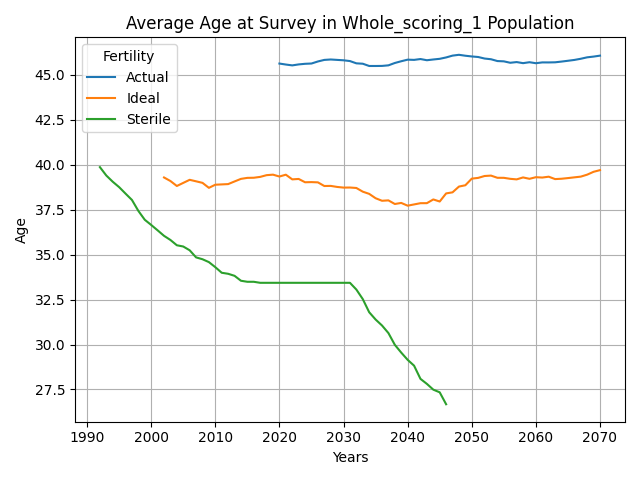 Average Age at Survey in Whole_scoring_1 Population
Fertility
Actual
Ideal
Sterile
Age
45.0
42.5
40.0
37.5
35.0
32.5
30.0
27.5
1990 2000 2010 2020 2030 2040 2050 2060 2070
Years